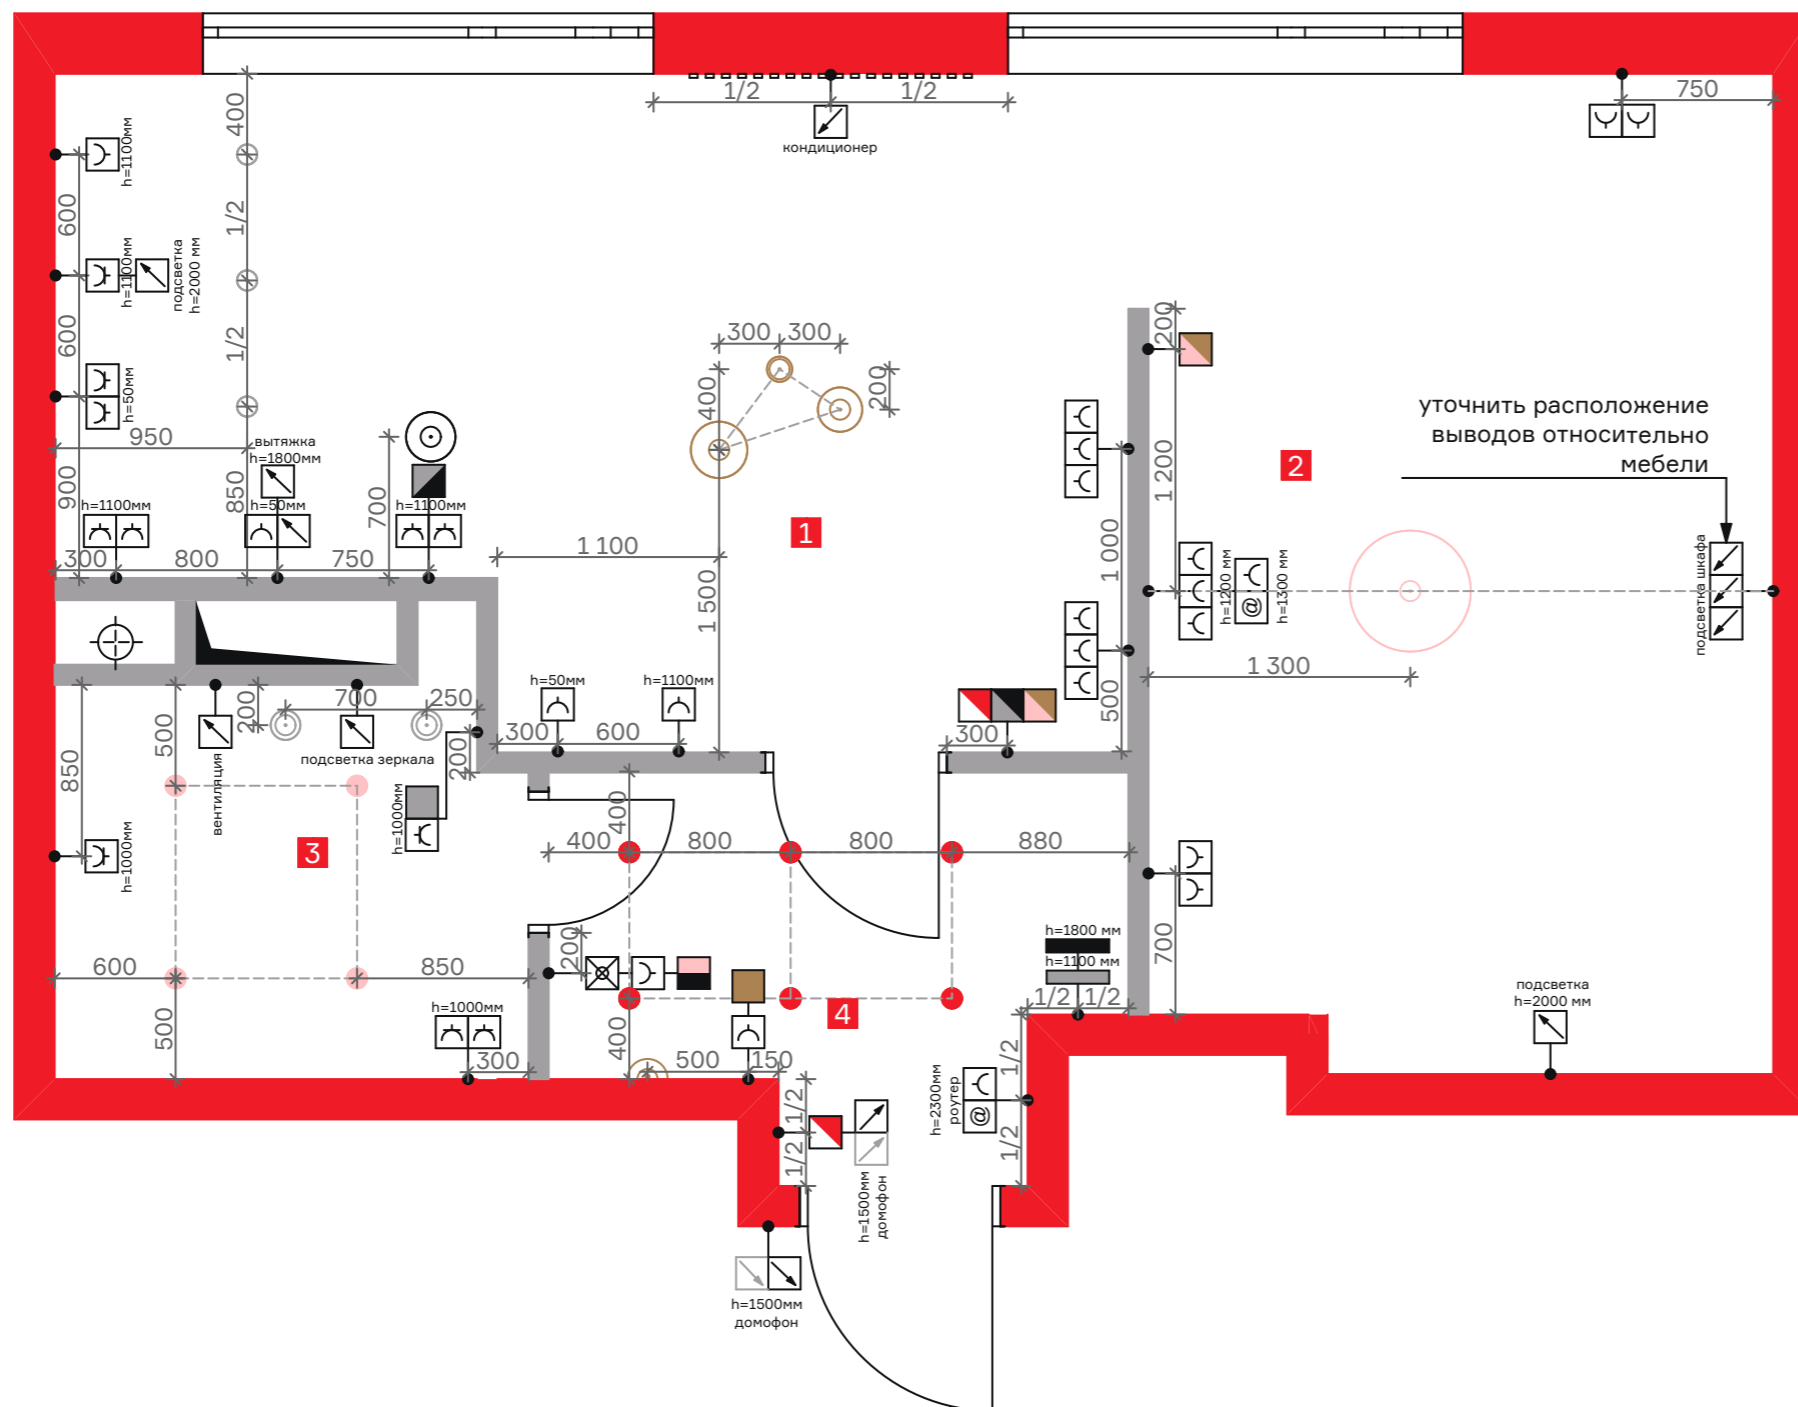 1/2
1/2
кондиционер
750
400
h=1100мм
600
1/2
h=1100мм
подсветка
h=2000 мм
600
1/2
h=50мм
950
900
850
вытяжка
h=1800мм
h=1100мм
h=50мм
h=1100мм
700
300
800
750
300
300
400
200
1 100
1 500
1
200
1 200
2
уточнить расположение
выводов относительно
мебели
подсветка шкафа
1 000
500
h=1200 мм
@
h=1300 мм
1 300
h=50мм
h=1100мм
300
600
300
700
250
200
500
850
200
подсветка зеркала
вентиляция
h=1000мм
h=1000мм
3
400
400
800
800
880
600
850
500
200
h=1000мм
300
400
500
150
4
h=1800 мм
h=1100 мм
1/2
1/2
700
подсветка
h=2000 мм
1/2
1/2
h=2300мм
роутер
@
1/2
1/2
h=1500мм
домофон
h=1500мм
домофон